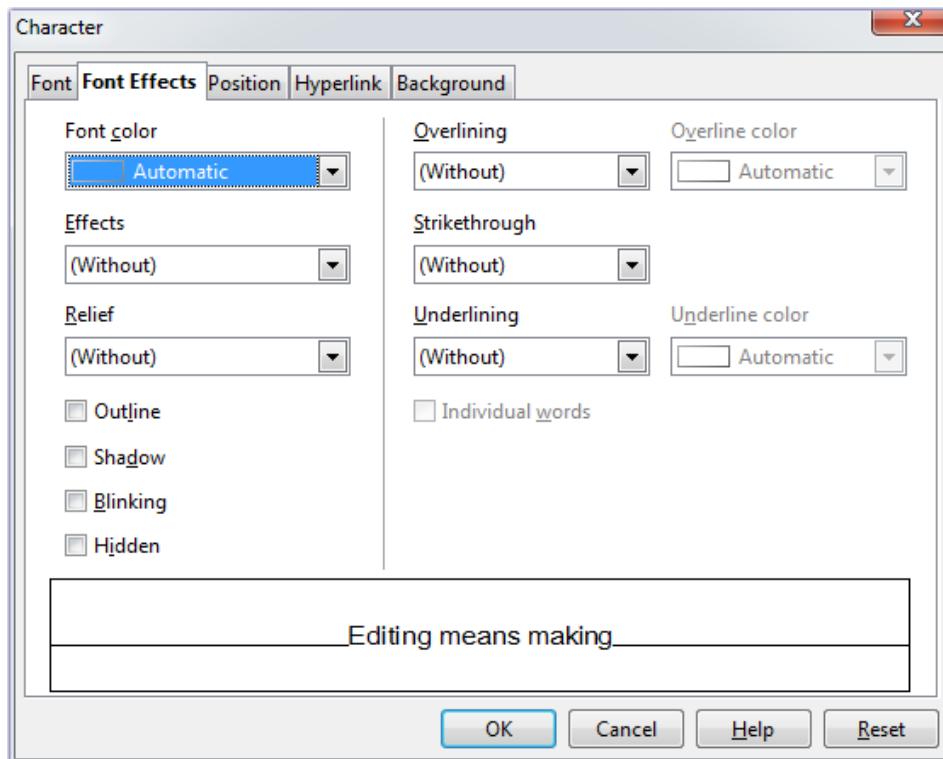 Character
Font Font Effects Position Hyperlink Background
Font color
Automatic
Effects
(Without)
Relief
(Without)
Outline
Shadow
Blinking
Hidden
Overlining Overline color
(Without) Automatic
Strikethrough
(Without)
Underlining Underline color
(Without) Automatic
Individual words
Editing means making
OK Cancel Help Reset